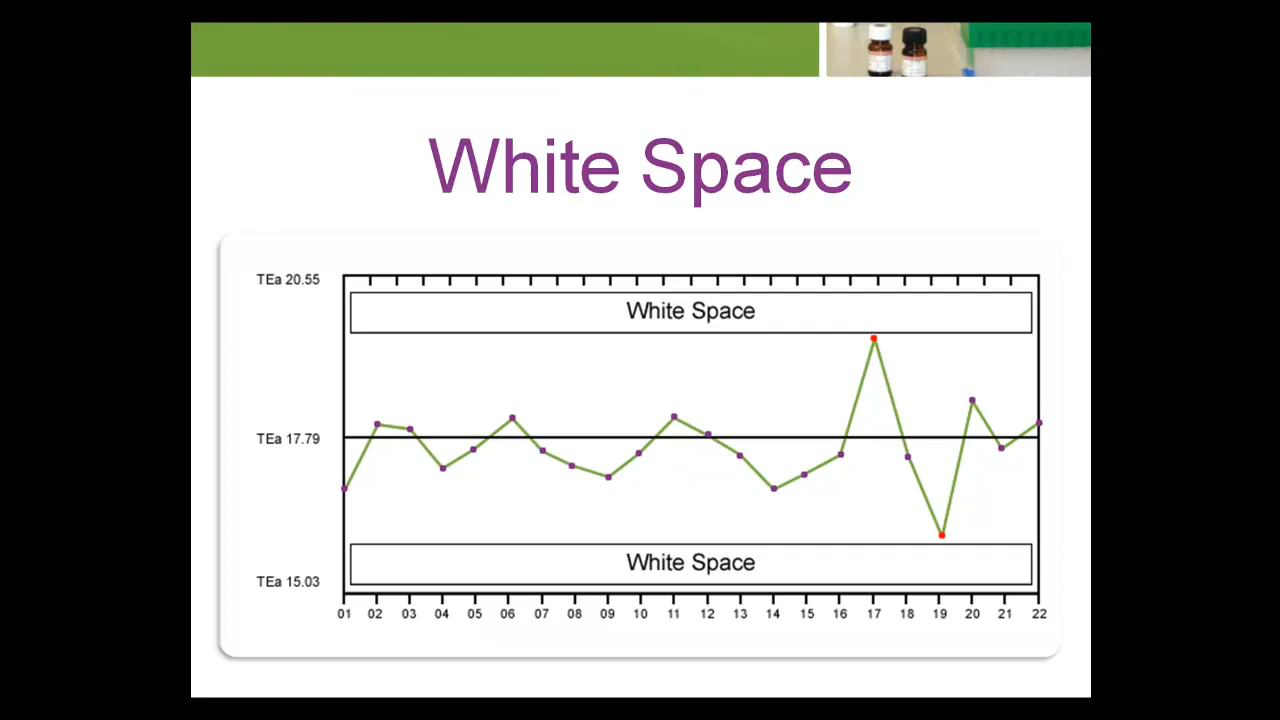 White Space
TEa 20.55
White Space
TEa 17.79
White Space
TEa 15.03
01 02 03 04 05 06 07 08 09 10 11 12 13 14 15 16 17 18 19 20 21 22